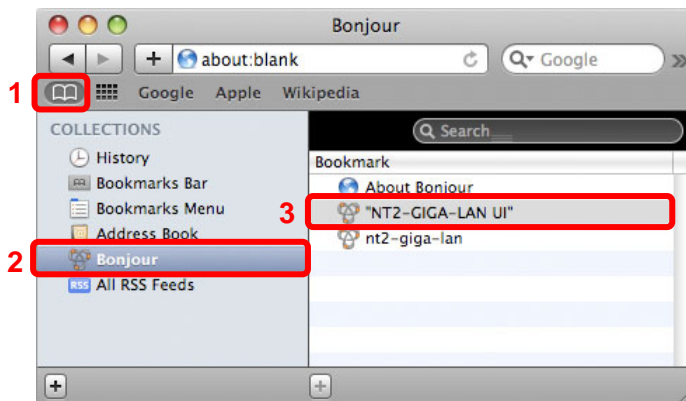 Bonjour
about:blank
Google
1
Google Apple Wikipedia
COLLECTIONS
Search
History
Bookmark
Bookmarks Bar
About Bonjour
Bookmarks Menu
3
"NT2-GIGA-LAN UI"
Address Book
nt2-giga-lan
2
Bonjour
RSS All RSS Feeds